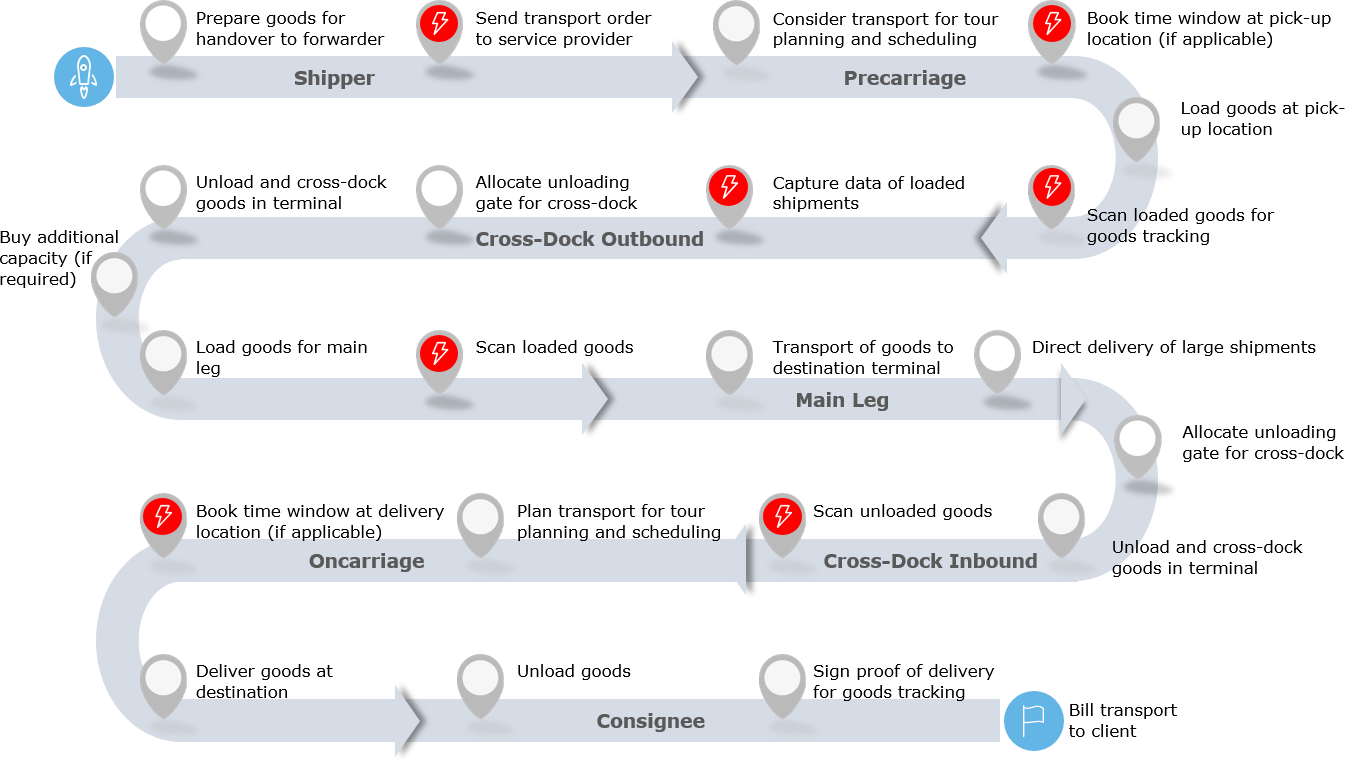 Prepare goods for
handover to forwarder
Send transport order
to service provider
Consider transport for tour
planning and scheduling
Book time window at pick-up
location (if applicable)
Shipper
Precarriage
Load goods at pick-
up location
Scan loaded goods for
goods tracking
Capture data of loaded
shipments
Allocate unloading
gate for cross-dock
Unload and cross-dock
goods in terminal
Cross-Dock Outbound
Buy additional
capacity (if
required)
Load goods for main
leg
Scan loaded goods
Transport of goods to
destination terminal
Direct delivery of large shipments
Main Leg
Allocate unloading
gate for cross-dock
Unload and cross-dock
goods in terminal
Scan unloaded goods
Cross-Dock Inbound
Plan transport for tour
planning and scheduling
Book time window at delivery
location (if applicable)
Oncarriage
Deliver goods at
destination
Unload goods
Sign proof of delivery
for goods tracking
Consignee
Bill transport
to client